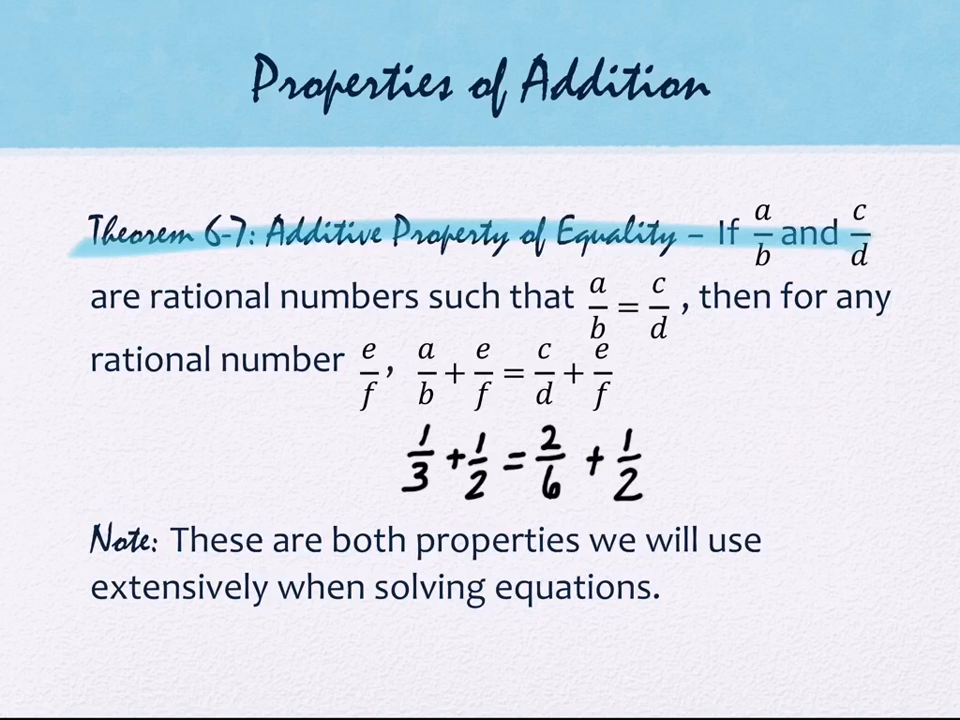 Properties of Addition
Theorem 6-7: Additive Property of Equality – If a/b and c/d
are rational numbers such that a/b = c/d , then for any
rational number e/f, a/b + e/f = c/d + e/f
1/3 + 1/2 = 2/6 + 1/2
Note: These are both properties we will use
extensively when solving equations.